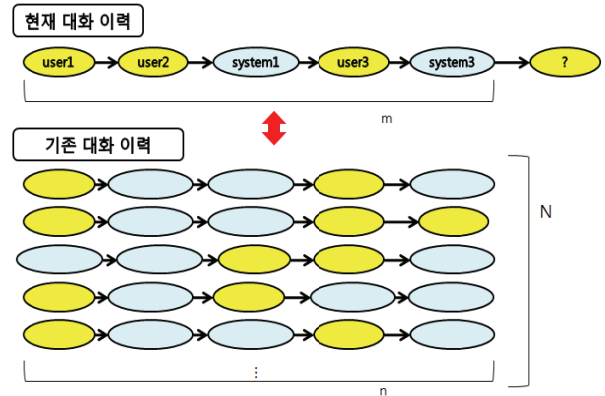 현재 대화 이력
user1 user2 system1 user3 system3 ?
m
기존 대화 이력
N
⋮
n